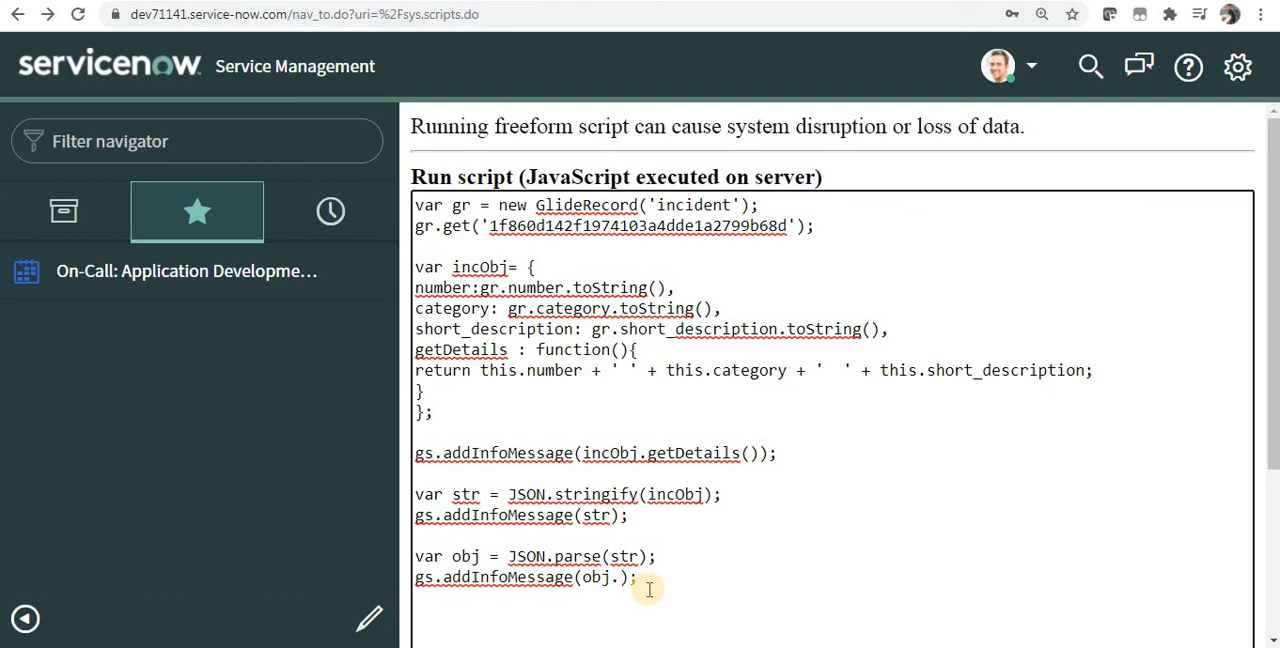 dev71141.service-now.com/nav_to.do?uri=%2Fsys.scripts.do
servicenow. Service Management
Filter navigator
On-Call: Application Developme...
Running freeform script can cause system disruption or loss of data.
Run script (JavaScript executed on server)
var gr = new GlideRecord('incident');
gr.get('1f860d142f1974103a4dde1a2799b68d');
var incObj= {
number:gr.number.toString(),
category: gr.category.toString(),
short_description: gr.short_description.toString(),
getDetails : function(){
return this.number + ' ' + this.category + '  ' + this.short_description;
}
};
gs.addInfoMessage(incObj.getDetails());
var str = JSON.stringify(incObj);
gs.addInfoMessage(str);
var obj = JSON.parse(str);
gs.addInfoMessage(obj.);